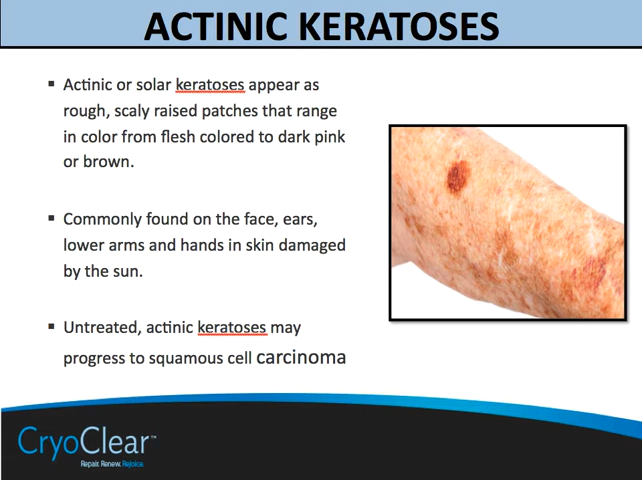 ACTINIC KERATOSES
▪ Actinic or solar keratoses appear as
rough, scaly raised patches that range
in color from flesh colored to dark pink
or brown.
▪ Commonly found on the face, ears,
lower arms and hands in skin damaged
by the sun.
▪ Untreated, actinic keratoses may
progress to squamous cell carcinoma
CryoClear™
Repair. Renew. Rejoice.